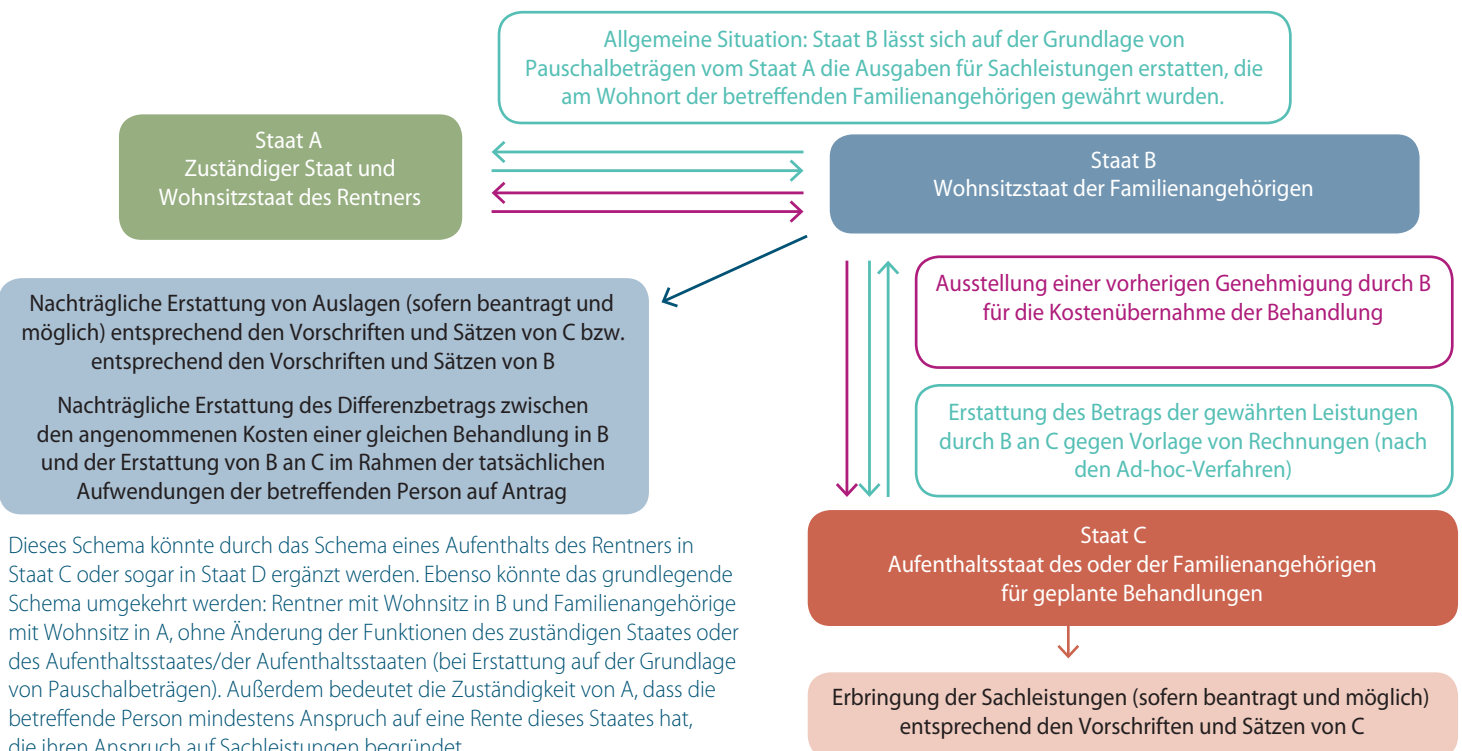 Allgemeine Situation: Staat B lässt sich auf der Grundlage von
Pauschalbeträgen vom Staat A die Ausgaben für Sachleistungen erstatten, die
am Wohnort der betreffenden Familienangehörigen gewährt wurden.
Staat A
Zuständiger Staat und
Wohnsitzstaat des Rentners
Staat B
Wohnsitzstaat der Familienangehörigen
Nachträgliche Erstattung von Auslagen (sofern beantragt und
möglich) entsprechend den Vorschriften und Sätzen von C bzw.
entsprechend den Vorschriften und Sätzen von B
Nachträgliche Erstattung des Differenzbetrags zwischen
den angenommenen Kosten einer gleichen Behandlung in B
und der Erstattung von B an C im Rahmen der tatsächlichen
Aufwendungen der betreffenden Person auf Antrag
Ausstellung einer vorherigen Genehmigung durch B
für die Kostenübernahme der Behandlung
Erstattung des Betrags der gewährten Leistungen
durch B an C gegen Vorlage von Rechnungen (nach
den Ad-hoc-Verfahren)
Staat C
Aufenthaltsstaat des oder der Familienangehörigen
für geplante Behandlungen
Erbringung der Sachleistungen (sofern beantragt und möglich)
entsprechend den Vorschriften und Sätzen von C
Dieses Schema könnte durch das Schema eines Aufenthalts des Rentners in
Staat C oder sogar in Staat D ergänzt werden. Ebenso könnte das grundlegende
Schema umgekehrt werden: Rentner mit Wohnsitz in B und Familienangehörige
mit Wohnsitz in A, ohne Änderung der Funktionen des zuständigen Staates oder
des Aufenthaltsstaates/der Aufenthaltsstaaten (bei Erstattung auf der Grundlage
von Pauschalbeträgen). Außerdem bedeutet die Zuständigkeit von A, dass die
betreffende Person mindestens Anspruch auf eine Rente dieses Staates hat,
die ihren Anspruch auf Sachleistungen begründet.